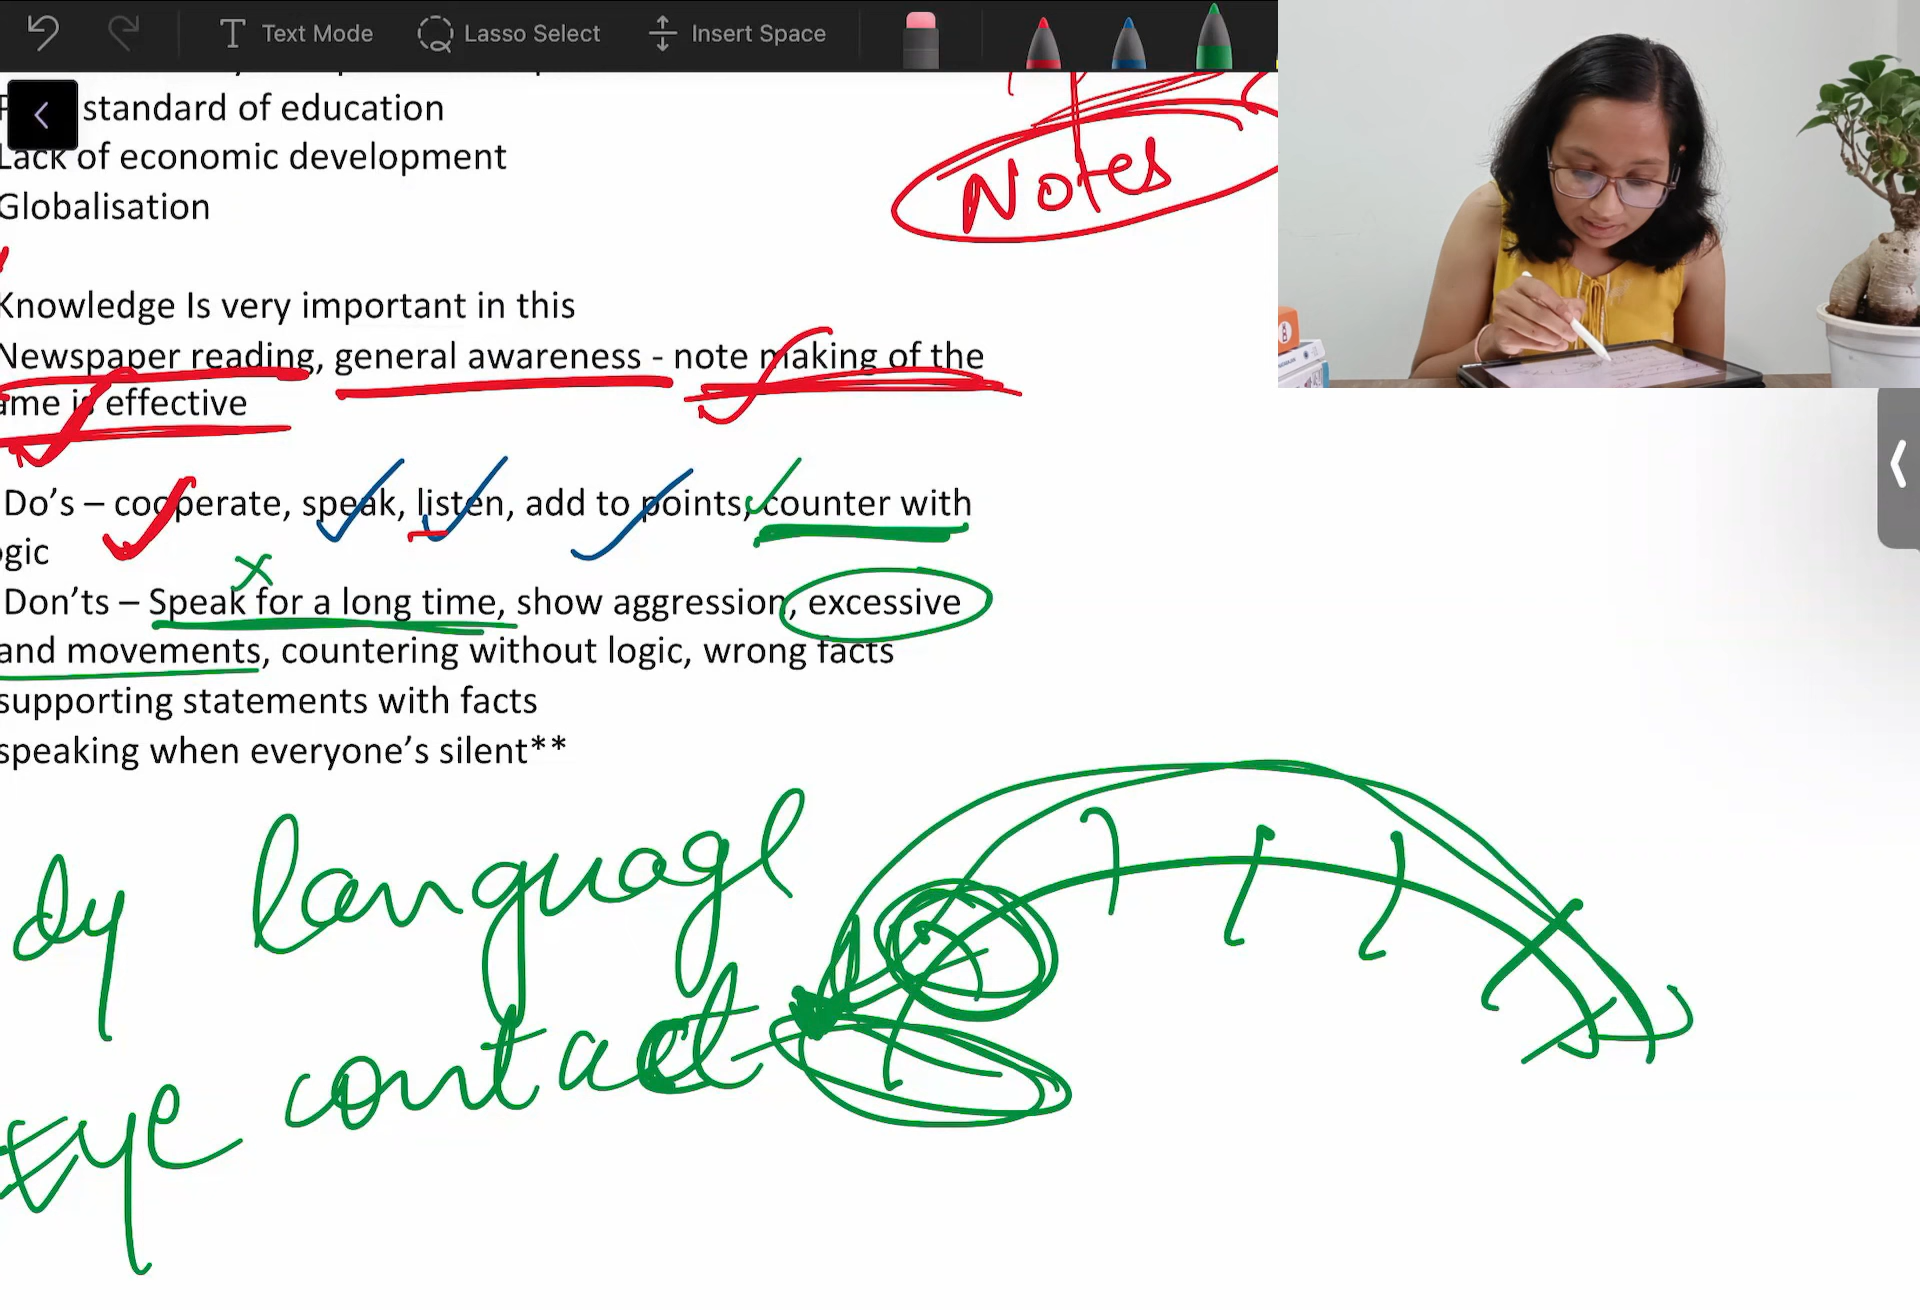 Text Mode Lasso Select Insert Space
standard of education
Lack of economic development
Globalisation
Notes
Knowledge Is very important in this
Newspaper reading, general awareness - note making of the
ame is effective
Do's – cooperate, speak, listen, add to points, counter with
ogic
Don'ts – Speak for a long time, show aggression, excessive
and movements, countering without logic, wrong facts
supporting statements with facts
speaking when everyone's silent**
dy language
Eye contact